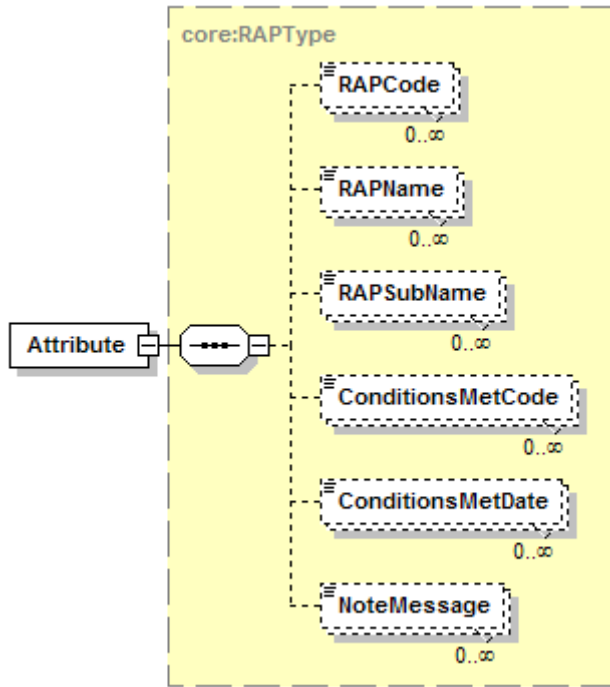 core:RAPType
RAPCode
0..∞
RAPName
0..∞
RAPSubName
0..∞
Attribute
ConditionsMetCode
0..∞
ConditionsMetDate
0..∞
NoteMessage
0..∞